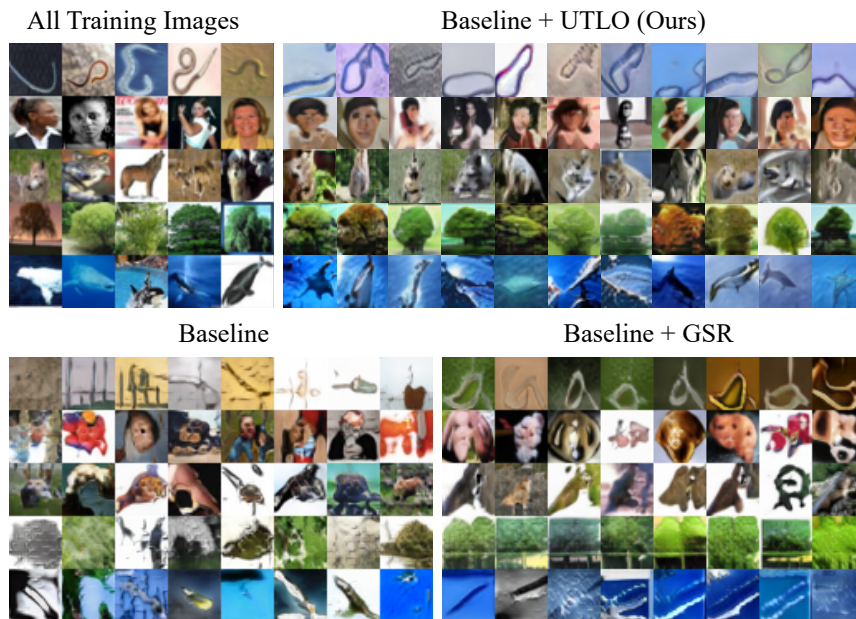 All Training Images
Baseline + UTLO (Ours)
Baseline
Baseline + GSR